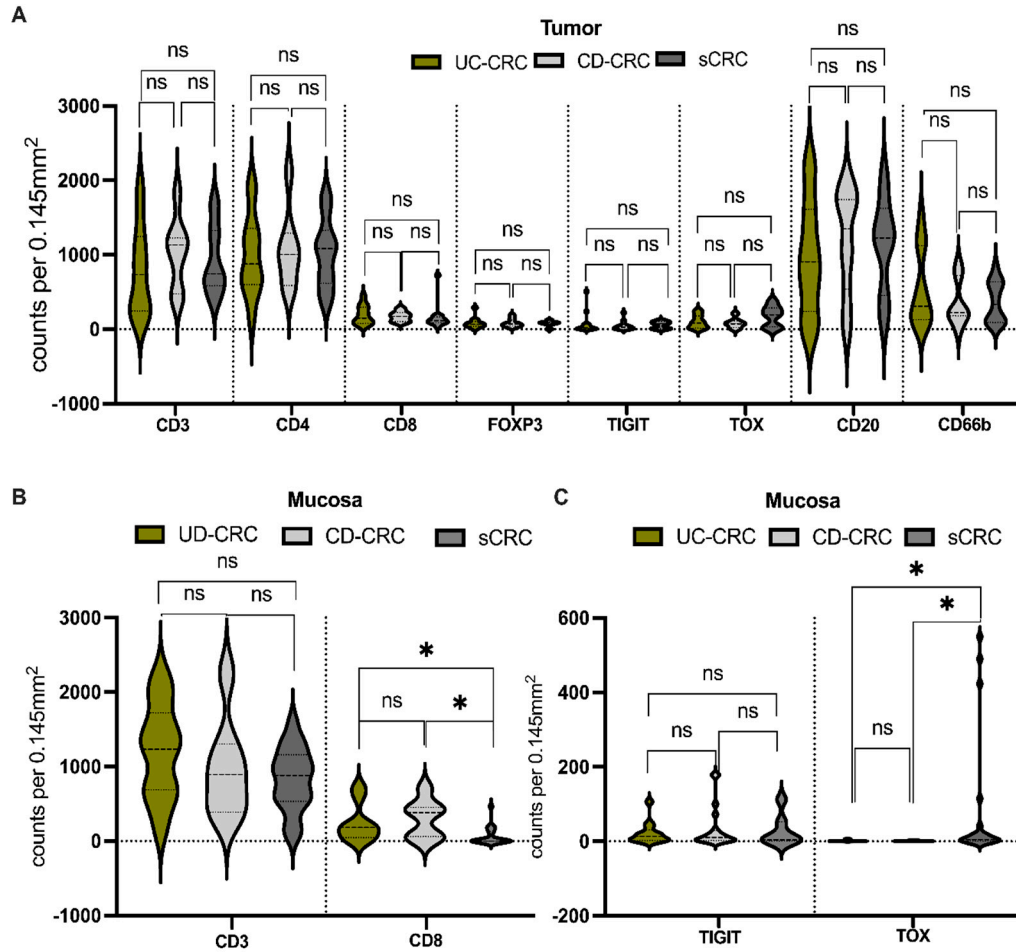 A
Tumor
UC-CRC CD-CRC sCRC
ns ns ns
ns ns ns
ns ns ns
ns ns ns
ns ns ns
ns ns ns
ns ns ns
ns ns ns
counts per 0.145mm²
3000
2000
1000
0
-1000
CD3 CD4 CD8 FOXP3 TIGIT TOX CD20 CD66b
B
Mucosa
UD-CRC CD-CRC sCRC
ns
ns ns
*
ns *
counts per 0.145mm²
3000
2000
1000
0
-1000
CD3 CD8
C
Mucosa
UC-CRC CD-CRC sCRC
ns
ns ns
*
*
ns
counts per 0.145mm²
600
400
200
0
-200
TIGIT TOX